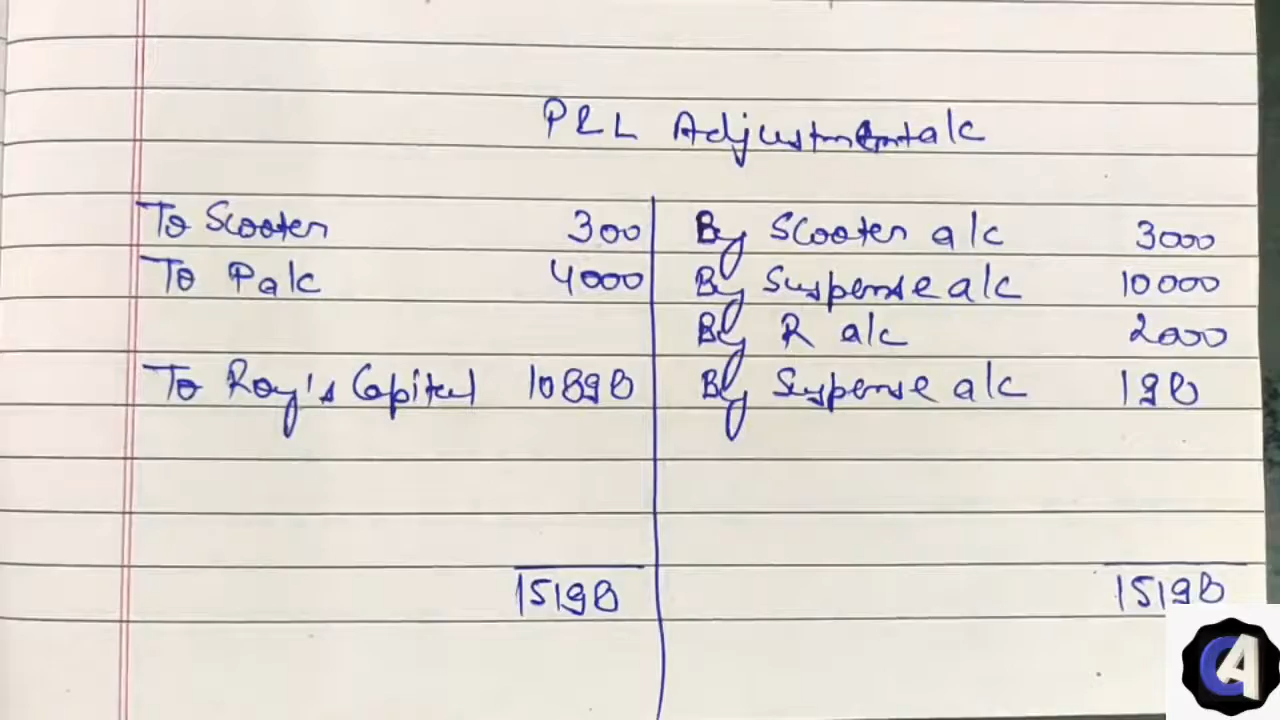 P&L Adjustment a/c
To Scooter 300 By Scooter a/c 3000
To P a/c 4000 By Suspense a/c 10000
By R a/c 2000
To Roy's Capital 10898 By Suspense a/c 198
15198 15198
CA